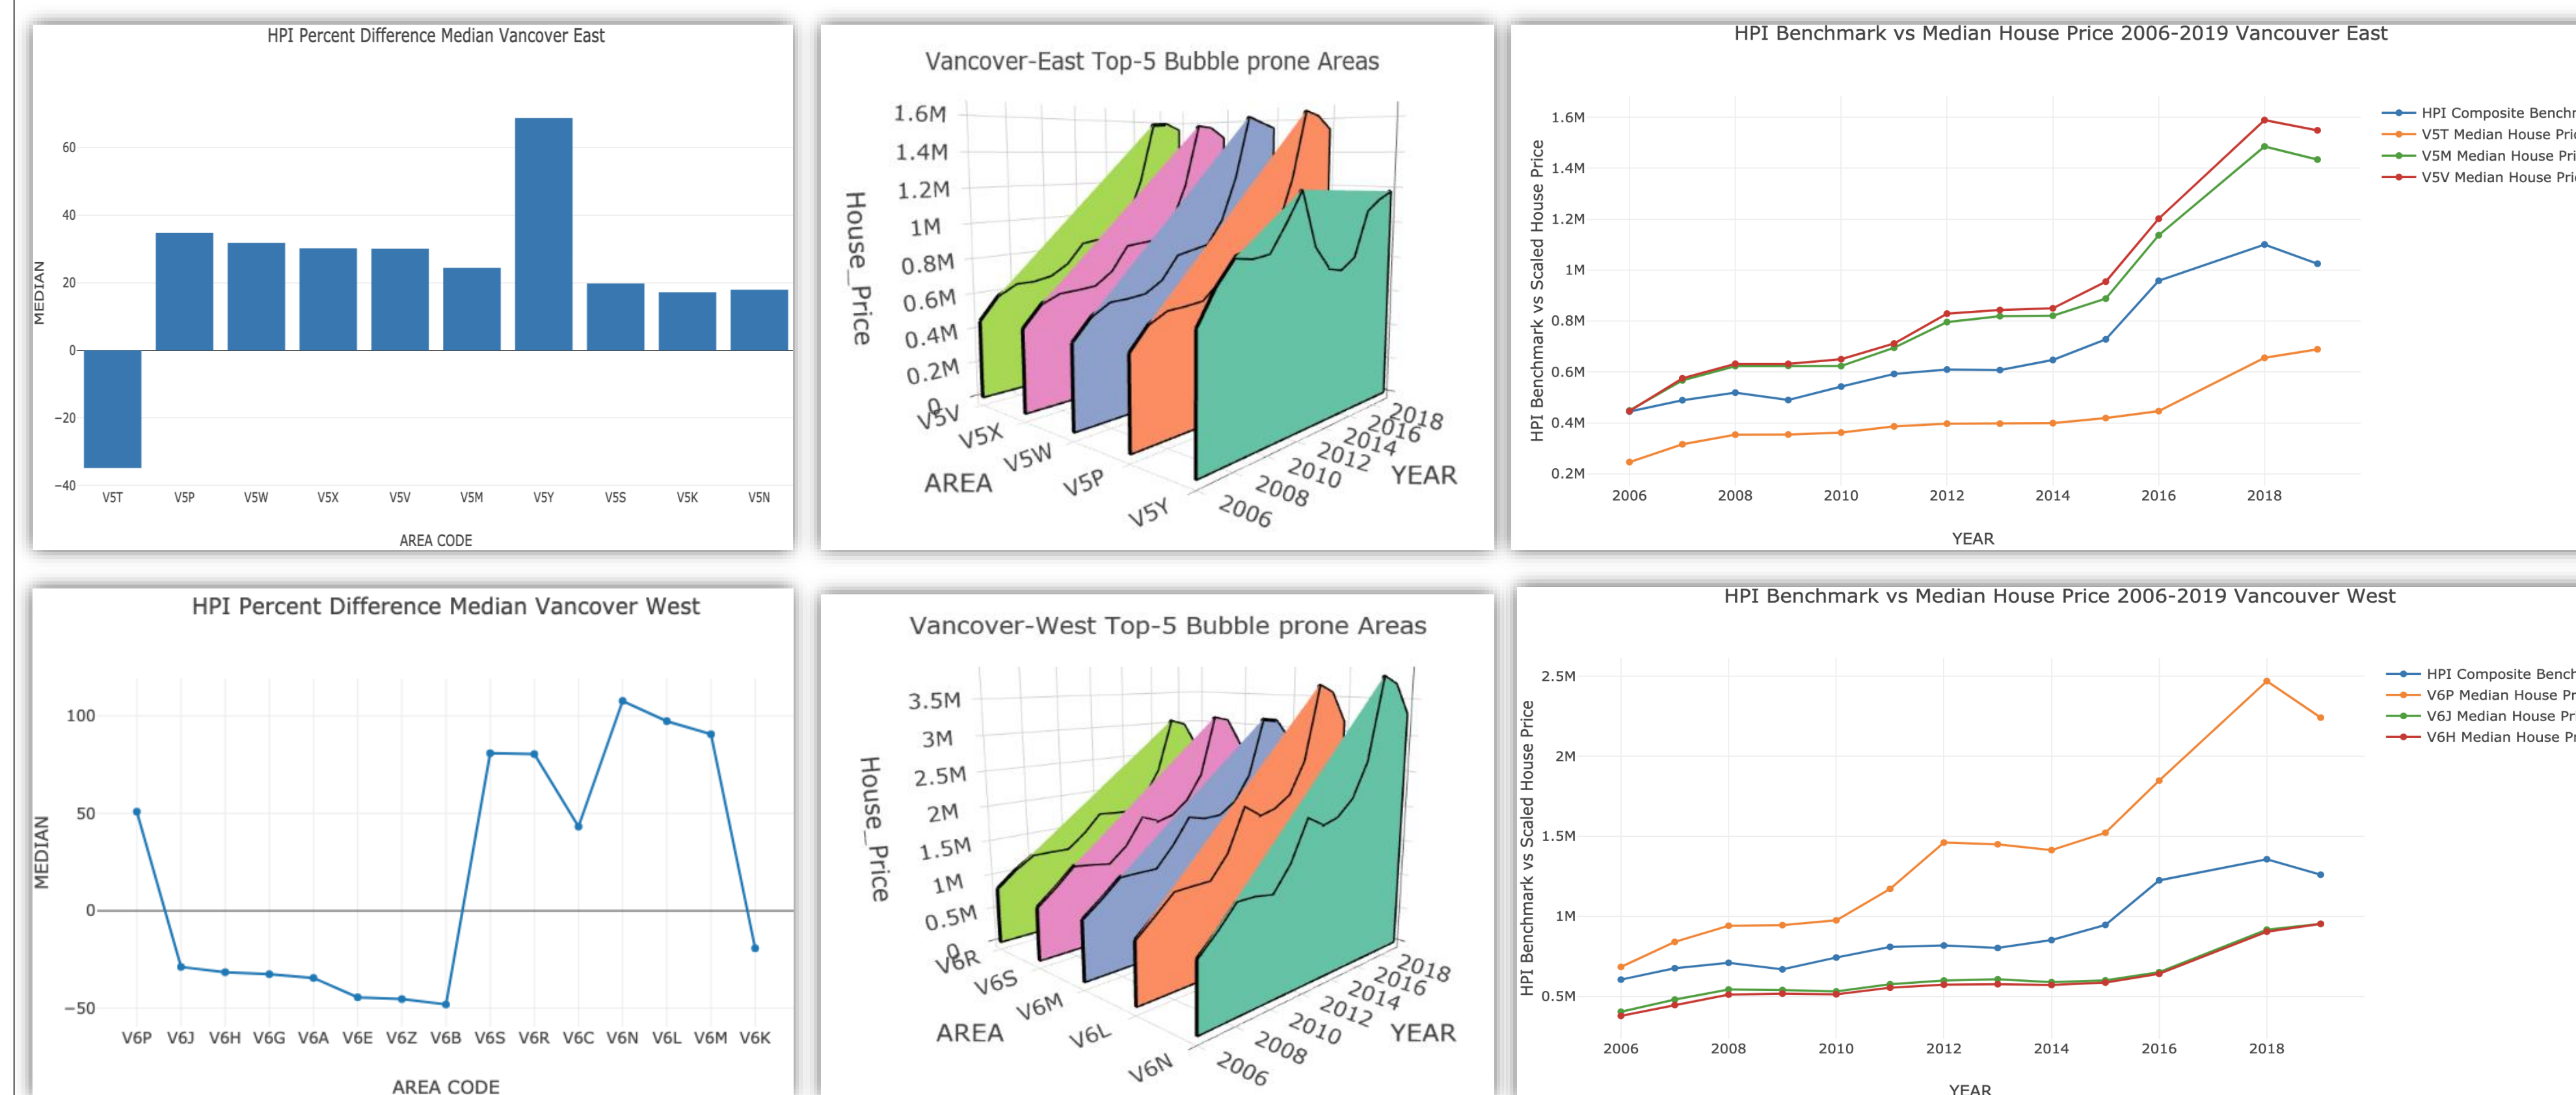 HPI Percent Difference Median Vancover East
MEDIAN
60
40
20
0
−20
−40
V5T V5P V5W V5X V5V V5M V5Y V5S V5K V5N
AREA CODE
Vancover-East Top-5 Bubble prone Areas
House_Price
1.6M
1.4M
1.2M
1M
0.8M
0.6M
0.4M
0.2M
0
V5V
V5X
V5W
V5P
V5Y
AREA
2018
2016
2014
2012
2010
2008
2006
YEAR
HPI Benchmark vs Median House Price 2006-2019 Vancouver East
HPI Benchmark vs Scaled House Price
1.6M
1.4M
1.2M
1M
0.8M
0.6M
0.4M
0.2M
2006 2008 2010 2012 2014 2016 2018
YEAR
HPI Composite Benchm
V5T Median House Pri
V5M Median House Pri
V5V Median House Pri
HPI Percent Difference Median Vancover West
MEDIAN
100
50
0
−50
V6P V6J V6H V6G V6A V6E V6Z V6B V6S V6R V6C V6N V6L V6M V6K
AREA CODE
Vancover-West Top-5 Bubble prone Areas
House_Price
3.5M
3M
2.5M
2M
1.5M
1M
0.5M
0
V6R
V6S
V6M
V6L
V6N
AREA
2018
2016
2014
2012
2010
2008
2006
YEAR
HPI Benchmark vs Median House Price 2006-2019 Vancouver West
HPI Benchmark vs Scaled House Price
2.5M
2M
1.5M
1M
0.5M
2006 2008 2010 2012 2014 2016 2018
YEAR
HPI Composite Bench
V6P Median House Pr
V6J Median House Pr
V6H Median House Pr